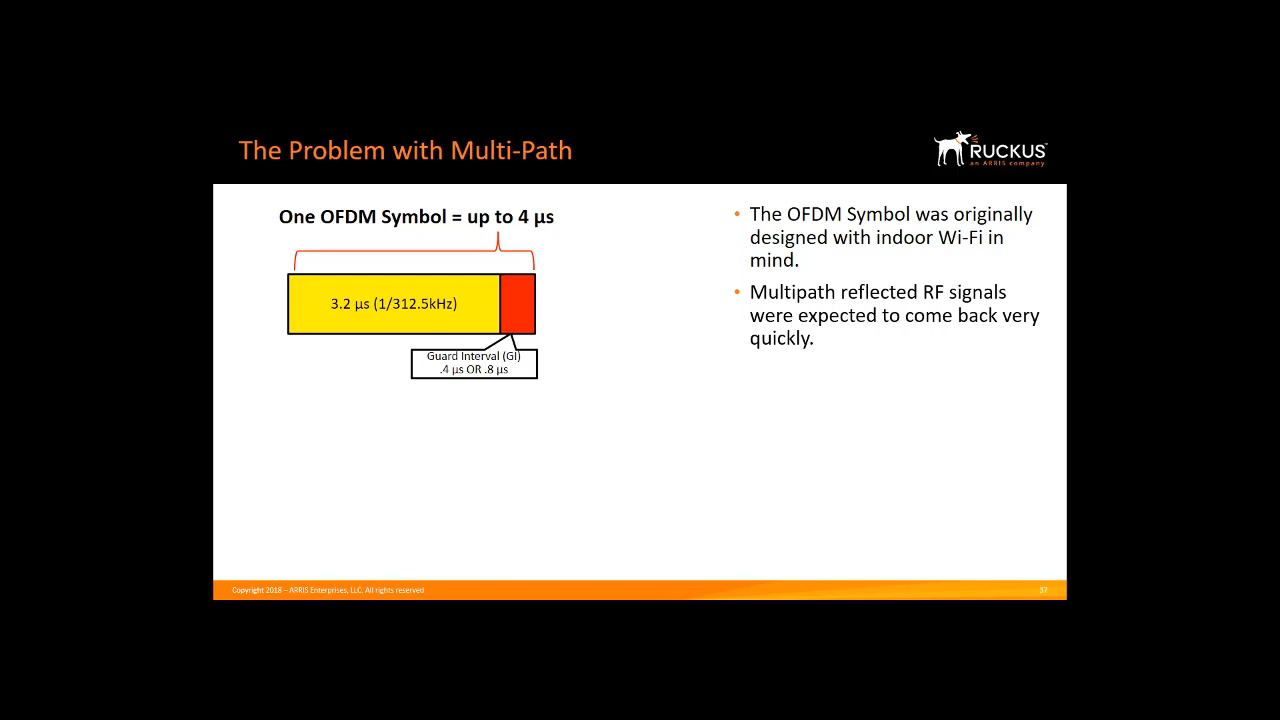 The Problem with Multi-Path
RUCKUS
an ARRIS company
One OFDM Symbol = up to 4 µs
3.2 µs (1/312.5kHz)
Guard Interval (GI)
.4 µs OR .8 µs
• The OFDM Symbol was originally
designed with indoor Wi-Fi in
mind.
• Multipath reflected RF signals
were expected to come back very
quickly.
Copyright 2018 – ARRIS Enterprises, LLC. All rights reserved
37